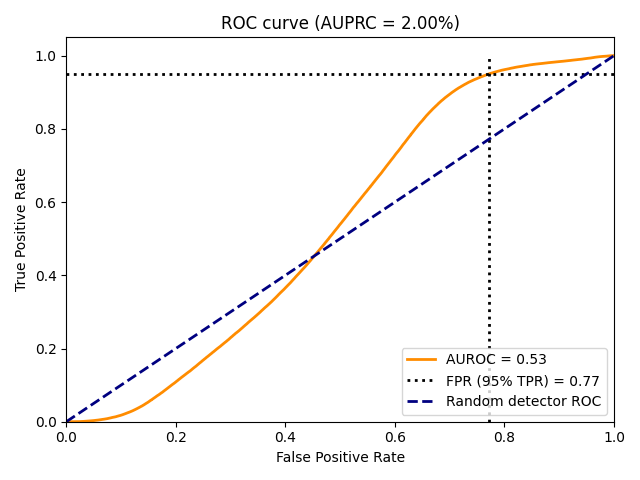 ROC curve (AUPRC = 2.00%)
1.0
0.8
0.6
0.4
0.2
0.0
True Positive Rate
AUROC = 0.53
FPR (95% TPR) = 0.77
Random detector ROC
0.0 0.2 0.4 0.6 0.8 1.0
False Positive Rate